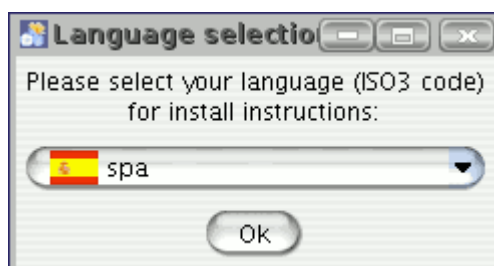 Language selectio
Please select your language (ISO3 code)
for install instructions:
spa
Ok